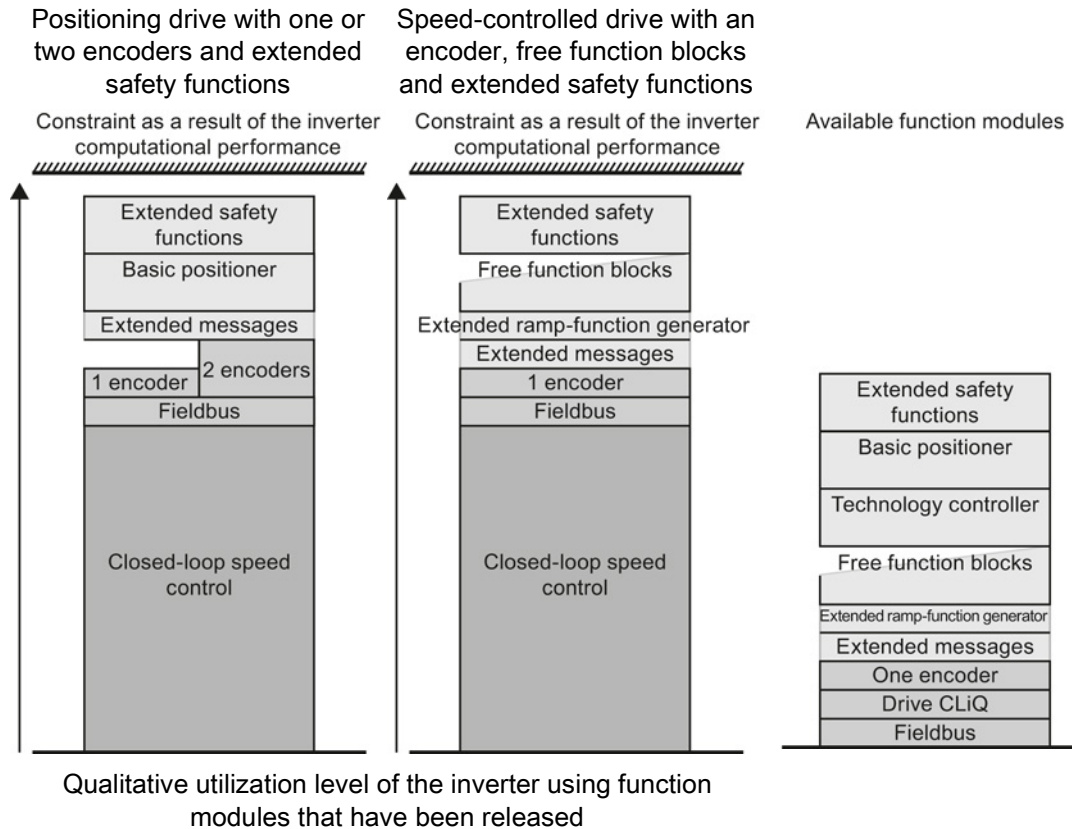 Positioning drive with one or
two encoders and extended
safety functions
Constraint as a result of the inverter
computational performance
Extended safety
functions
Basic positioner
Extended messages
2 encoders
1 encoder
Fieldbus
Closed-loop speed
control
Speed-controlled drive with an
encoder, free function blocks
and extended safety functions
Constraint as a result of the inverter
computational performance
Extended safety
functions
Free function blocks
Extended ramp-function generator
Extended messages
1 encoder
Fieldbus
Closed-loop speed
control
Available function modules
Extended safety
functions
Basic positioner
Technology controller
Free function blocks
Extended ramp-function generator
Extended messages
One encoder
Drive CLiQ
Fieldbus
Qualitative utilization level of the inverter using function
modules that have been released